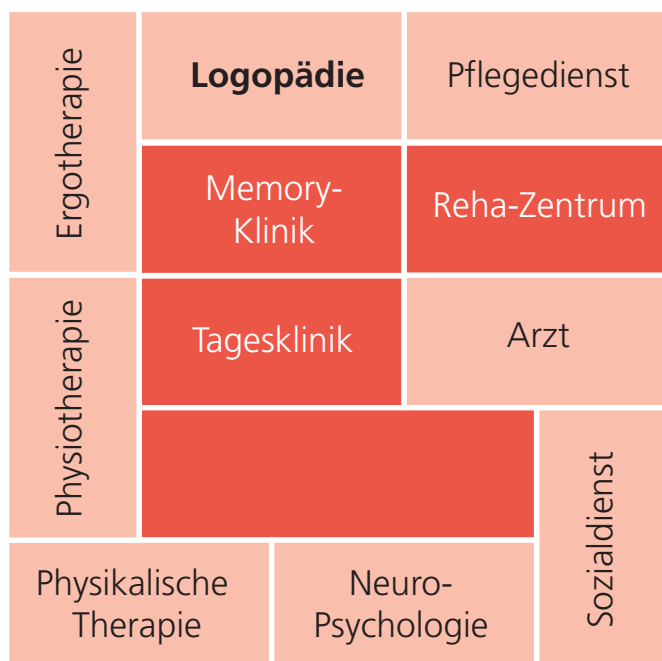 Ergotherapie
Logopädie
Pflegedienst
Memory-
Klinik
Reha-Zentrum
Physiotherapie
Tagesklinik
Arzt
Sozialdienst
Physikalische
Therapie
Neuro-
Psychologie